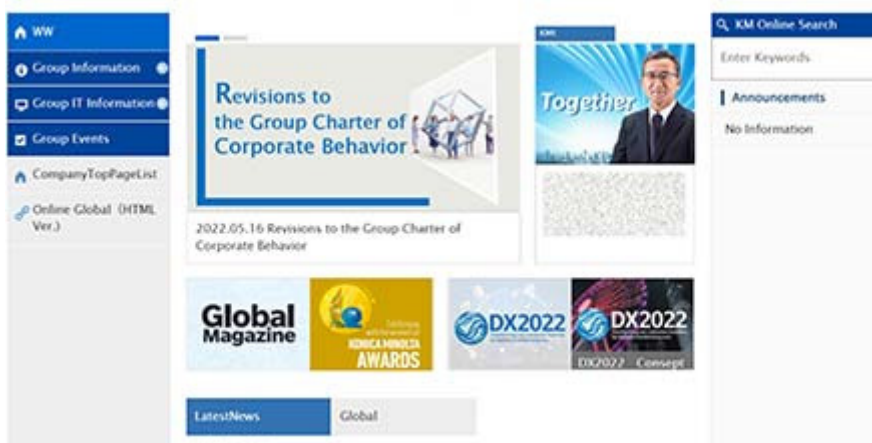 WW
Group Information
Group IT Information
Group Events
CompanyTopPageList
Online Global (HTML
Ver.)
Revisions to
the Group Charter of
Corporate Behavior
2022.05.16 Revisions to the Group Charter of
Corporate Behavior
Together
Global
Magazine
KONICA MINOLTA
AWARDS
DX2022
DX2022
DX2022 Consept
LatestNews
Global
KM Online Search
Enter Keywords
Announcements
No Information